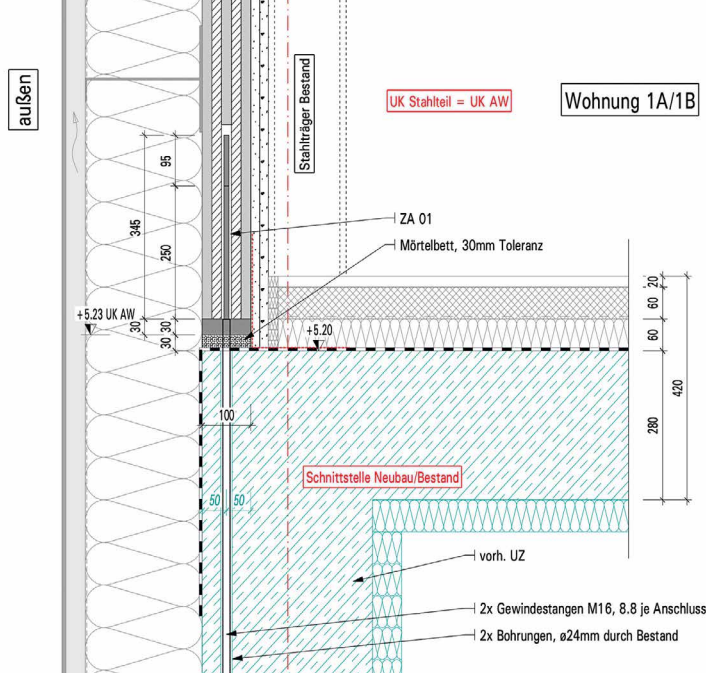 außen
Stahlträger Bestand
UK Stahlteil = UK AW
Wohnung 1A/1B
95
345
250
ZA 01
Mörtelbett, 30mm Toleranz
20
60
+5.23 UK AW
30
30
30
+5.20
60
420
100
280
Schnittstelle Neubau/Bestand
50
50
vorh. UZ
2x Gewindestangen M16, 8.8 je Anschluss
2x Bohrungen, ø24mm durch Bestand